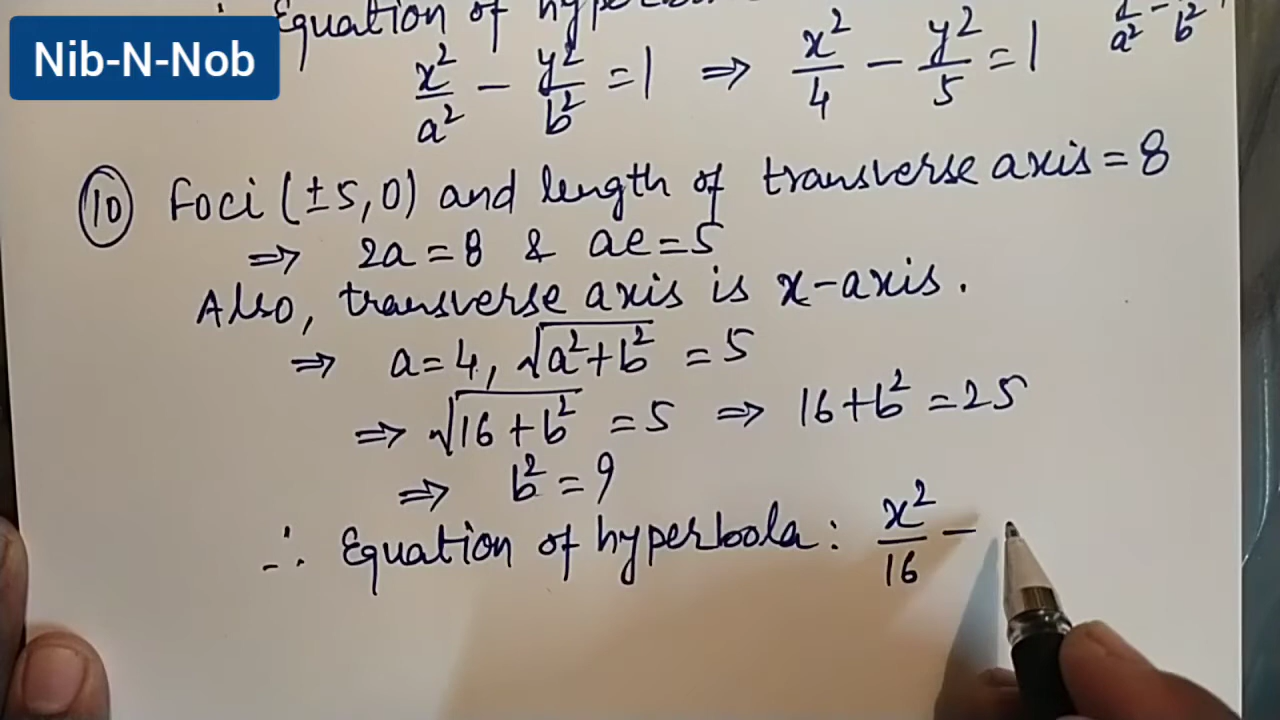 Equation of
Nib-N-Nob
x²/a² - y²/b² = 1 ⇒ x²/4 - y²/5 = 1
(10) Foci (±5,0) and length of transverse axis = 8
⇒ 2a = 8 & ae = 5
Also, transverse axis is x-axis.
⇒ a = 4, √(a²+b²) = 5
⇒ √(16+b²) = 5 ⇒ 16+b² = 25
⇒ b² = 9
∴ Equation of hyperbola: x²/16 -